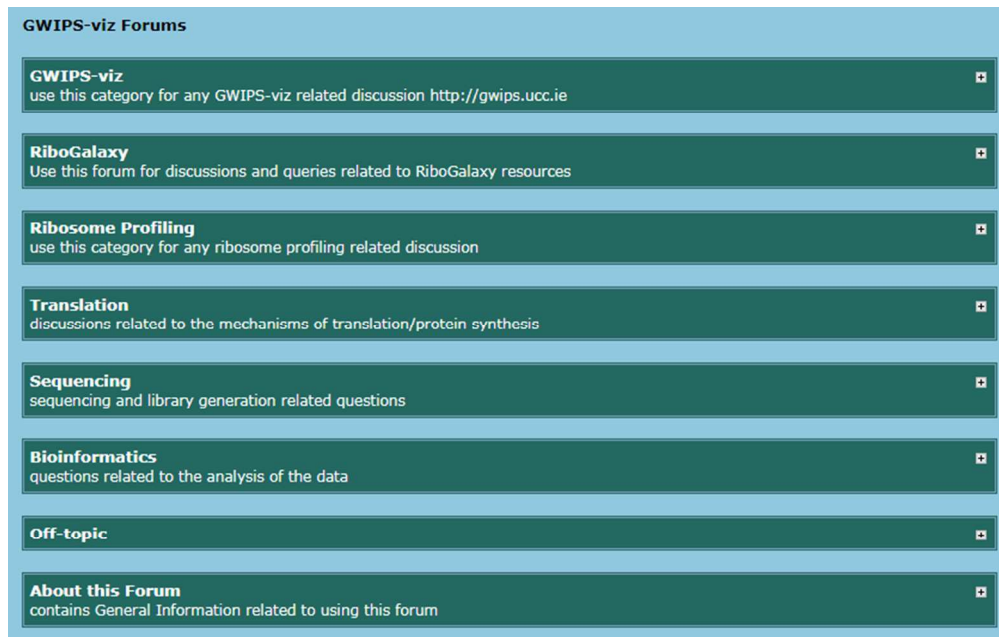 GWIPS-viz Forums
GWIPS-viz
use this category for any GWIPS-viz related discussion http://gwips.ucc.ie
RiboGalaxy
Use this forum for discussions and queries related to RiboGalaxy resources
Ribosome Profiling
use this category for any ribosome profiling related discussion
Translation
discussions related to the mechanisms of translation/protein synthesis
Sequencing
sequencing and library generation related questions
Bioinformatics
questions related to the analysis of the data
Off-topic
About this Forum
contains General Information related to using this forum